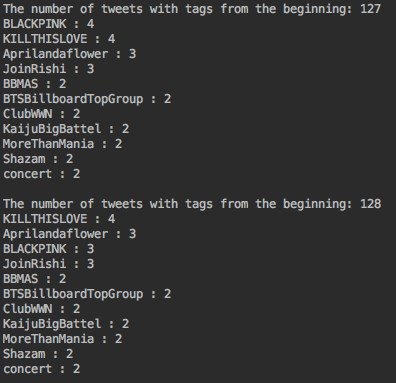 The number of tweets with tags from the beginning: 127
BLACKPINK : 4
KILLTHISLOVE : 4
Aprilandaflower : 3
JoinRishi : 3
BBMAS : 2
BTSBillboardTopGroup : 2
ClubWWN : 2
KaijuBigBattel : 2
MoreThanMania : 2
Shazam : 2
concert : 2
The number of tweets with tags from the beginning: 128
KILLTHISLOVE : 4
Aprilandaflower : 3
BLACKPINK : 3
JoinRishi : 3
BBMAS : 2
BTSBillboardTopGroup : 2
ClubWWN : 2
KaijuBigBattel : 2
MoreThanMania : 2
Shazam : 2
concert : 2